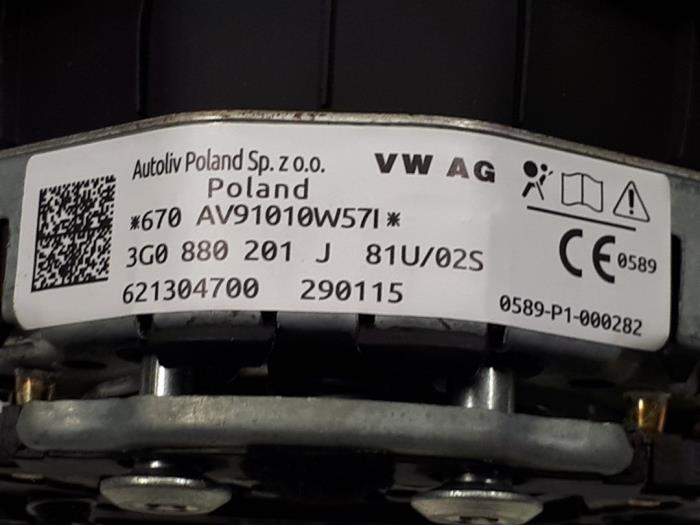 Autoliv Poland Sp. z o.o. VW AG
Poland
*670 AV91010W57I*
3G0 880 201 J 81U/02S
CE 0589
621304700 290115
0589-P1-000282